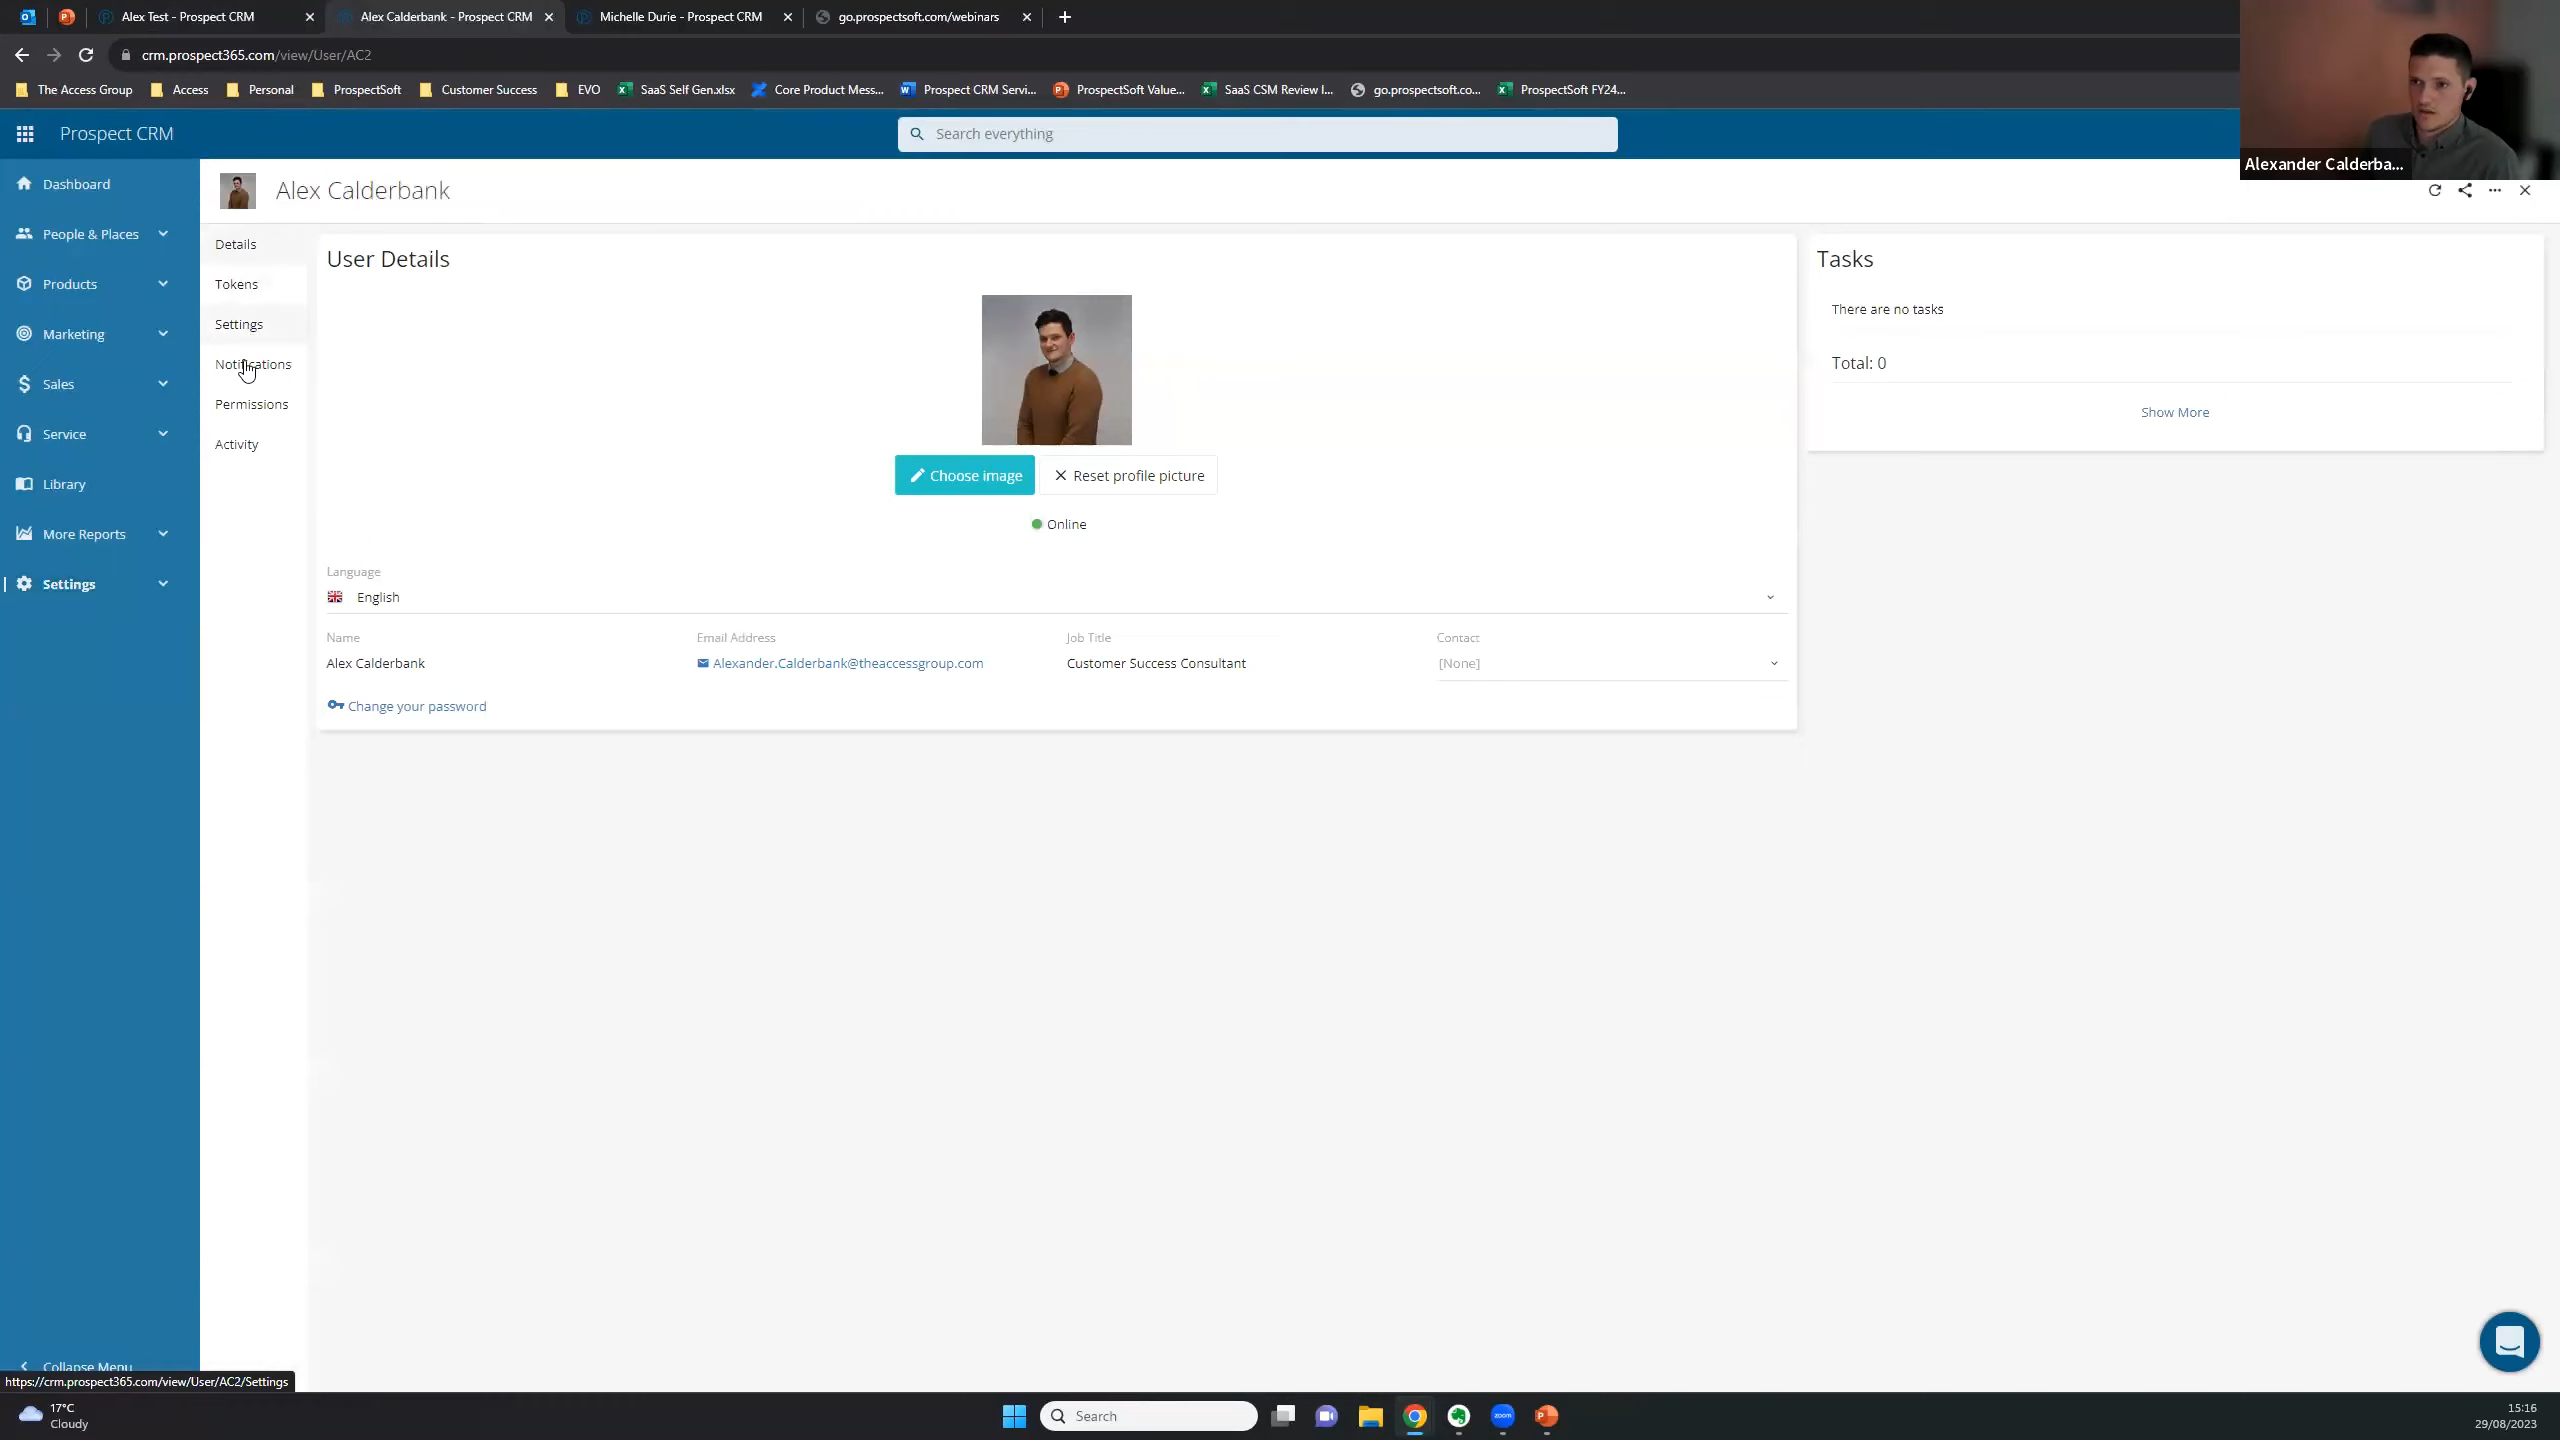 Alex Test - Prospect CRM
Alex Calderbank - Prospect CRM
Michelle Durie - Prospect CRM
go.prospectsoft.com/webinars
crm.prospect365.com/view/User/AC2
The Access Group
Access
Personal
ProspectSoft
Customer Success
EVO
SaaS Self Gen.xlsx
Core Product Mess...
Prospect CRM Servi...
ProspectSoft Value...
SaaS CSM Review I...
go.prospectsoft.co...
ProspectSoft FY24...
Prospect CRM
Search everything
Alexander Calderba...
Dashboard
People & Places
Products
Marketing
Sales
Service
Library
More Reports
Settings
Collapse Menu
Alex Calderbank
Details
Tokens
Settings
Notifications
Permissions
Activity
User Details
Choose image
Reset profile picture
Online
Language
English
Name
Email Address
Job Title
Contact
Alex Calderbank
Alexander.Calderbank@theaccessgroup.com
Customer Success Consultant
[None]
Change your password
Tasks
There are no tasks
Total: 0
Show More
https://crm.prospect365.com/view/User/AC2/Settings
17°C
Cloudy
Search
zoom
15:16
29/08/2023